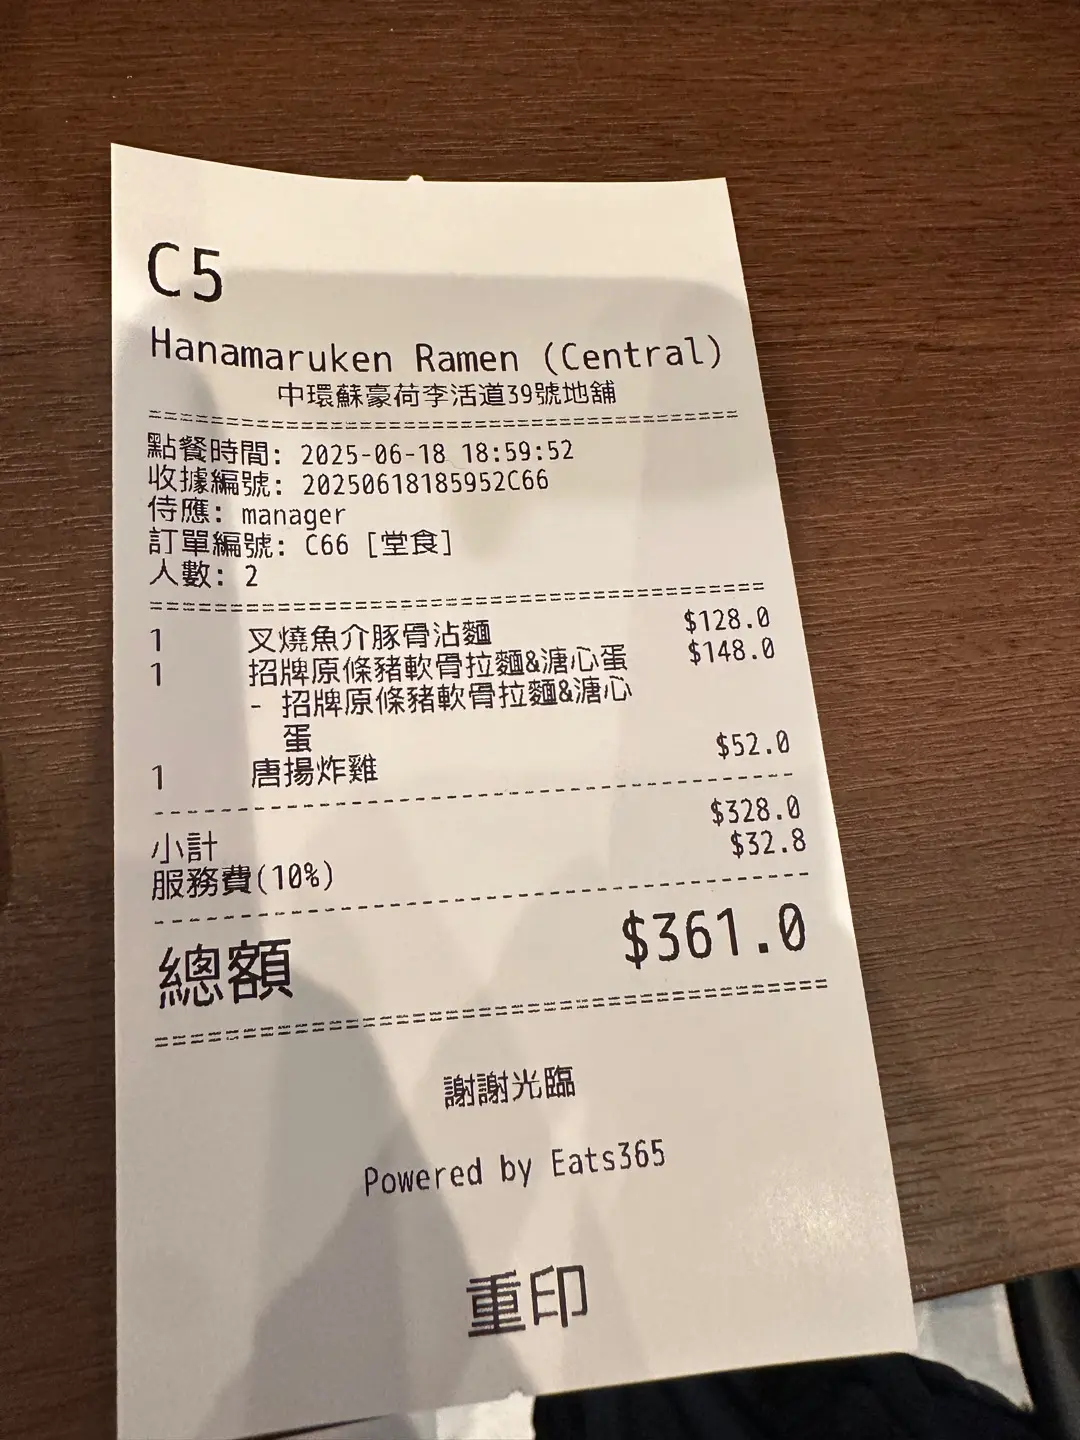 C5
Hanamaruken Ramen (Central)
中環蘇豪荷李活道39號地舖
點餐時間: 2025-06-18 18:59:52
收據編號: 20250618185952C66
侍應: manager
訂單編號: C66 [堂食]
人數: 2
1 叉燒魚介豚骨沾麵 $128.0
1 招牌原條豬軟骨拉麵&溏心蛋 $148.0
- 招牌原條豬軟骨拉麵&溏心
蛋
1 唐揚炸雞 $52.0
小計 $328.0
服務費(10%) $32.8
總額 $361.0
謝謝光臨
Powered by Eats365
重印